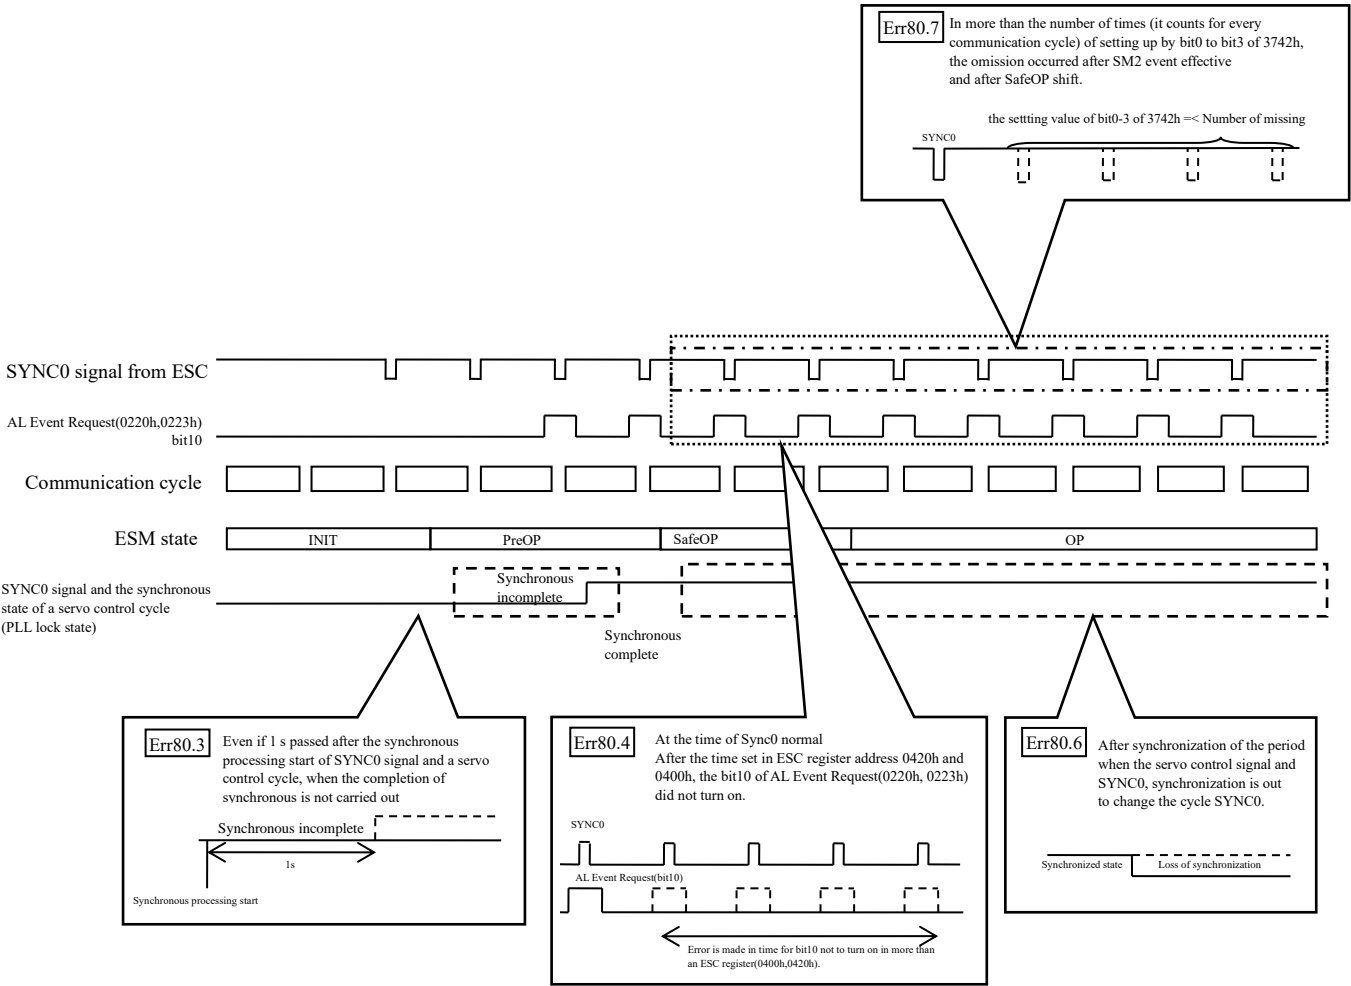 Err80.7
In more than the number of times (it counts for every
communication cycle) of setting up by bit0 to bit3 of 3742h,
the omission occurred after SM2 event effective
and after SafeOP shift.
the settting value of bit0-3 of 3742h =< Number of missing
SYNC0
SYNC0 signal from ESC
AL Event Request(0220h,0223h)
bit10
Communication cycle
ESM state
INIT
PreOP
SafeOP
OP
SYNC0 signal and the synchronous
state of a servo control cycle
(PLL lock state)
Synchronous
incomplete
Synchronous
complete
Err80.3
Even if 1 s passed after the synchronous
processing start of SYNC0 signal and a servo
control cycle, when the completion of
synchronous is not carried out
Synchronous incomplete
1s
Synchronous processing start
Err80.4
At the time of Sync0 normal
After the time set in ESC register address 0420h and
0400h, the bit10 of AL Event Request(0220h, 0223h)
did not turn on.
SYNC0
AL Event Request(bit10)
Error is made in time for bit10 not to turn on in more than
an ESC register(0400h,0420h).
Err80.6
After synchronization of the period
when the servo control signal and
SYNC0, synchronization is out
to change the cycle SYNC0.
Synchronized state
Loss of synchronization